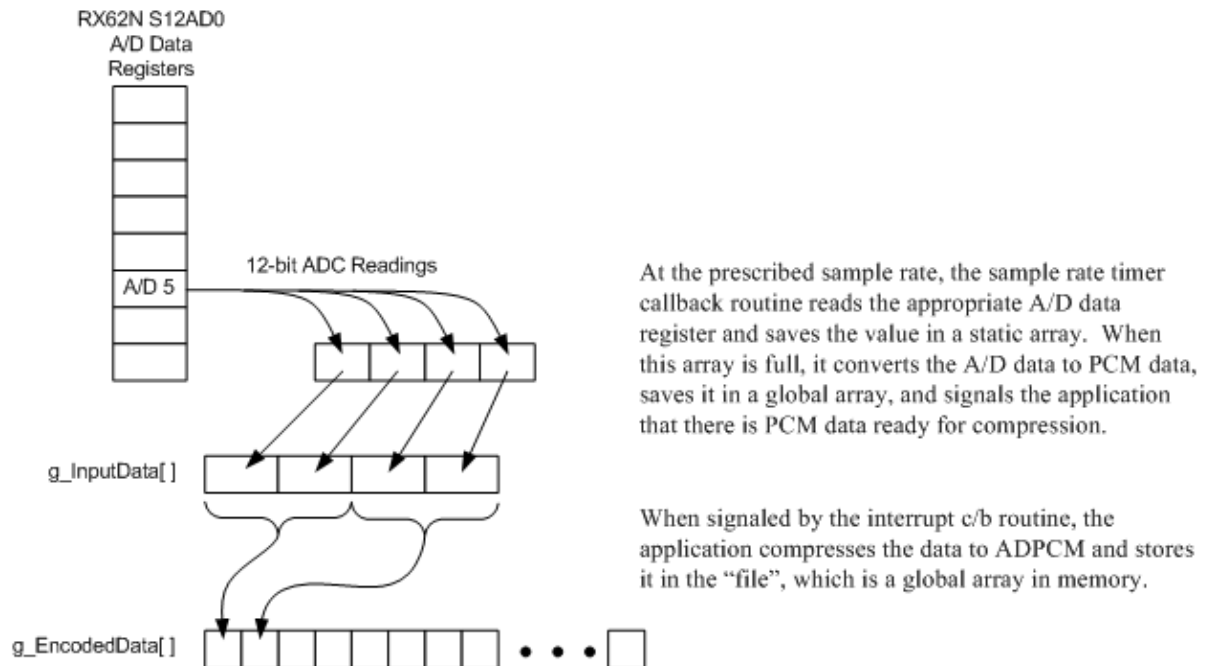 RX62N S12AD0
A/D Data
Registers
A/D 5
12-bit ADC Readings
At the prescribed sample rate, the sample rate timer
callback routine reads the appropriate A/D data
register and saves the value in a static array.  When
this array is full, it converts the A/D data to PCM data,
saves it in a global array, and signals the application
that there is PCM data ready for compression.
g_InputData[ ]
When signaled by the interrupt c/b routine, the
application compresses the data to ADPCM and stores
it in the “file”, which is a global array in memory.
g_EncodedData[ ]